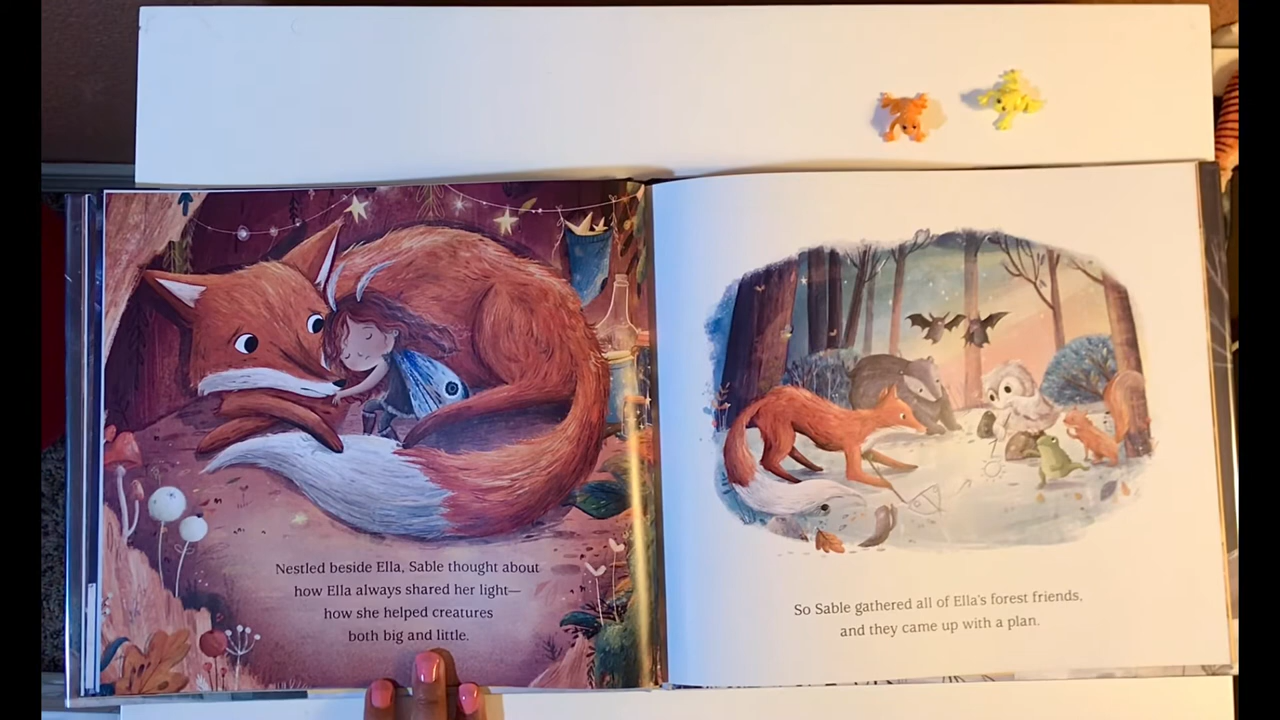 Nestled beside Ella, Sable thought about
how Ella always shared her light—
how she helped creatures
both big and little.
So Sable gathered all of Ella's forest friends,
and they came up with a plan.